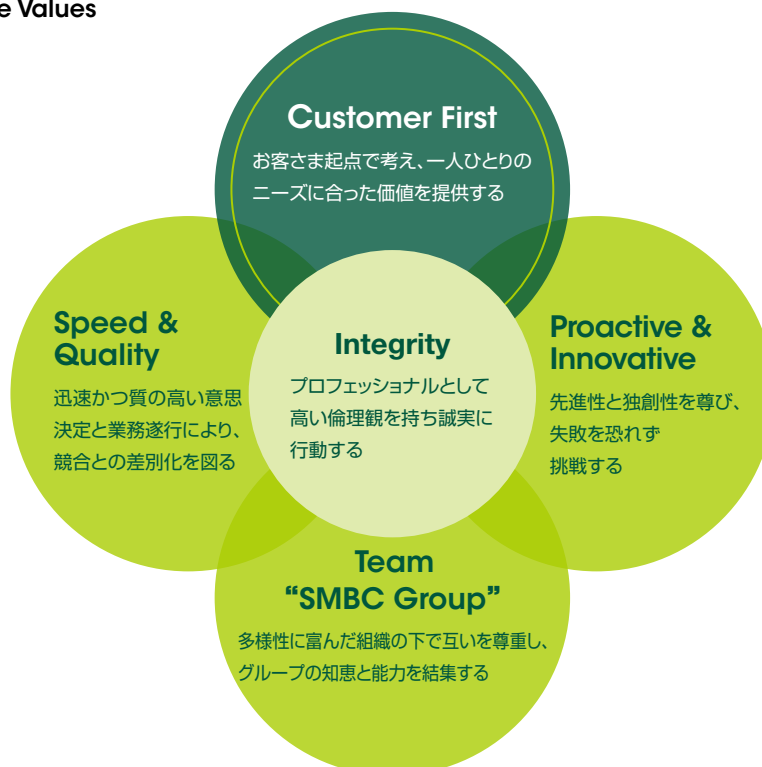 e Values
Customer First
お客さま起点で考え、一人ひとりの
ニーズに合った価値を提供する
Speed &
Quality
迅速かつ質の高い意思
決定と業務遂行により、
競合との差別化を図る
Integrity
プロフェッショナルとして
高い倫理観を持ち誠実に
行動する
Proactive &
Innovative
先進性と独創性を尊び、
失敗を恐れず
挑戦する
Team
“SMBC Group”
多様性に富んだ組織の下で互いを尊重し、
グループの知恵と能力を結集する